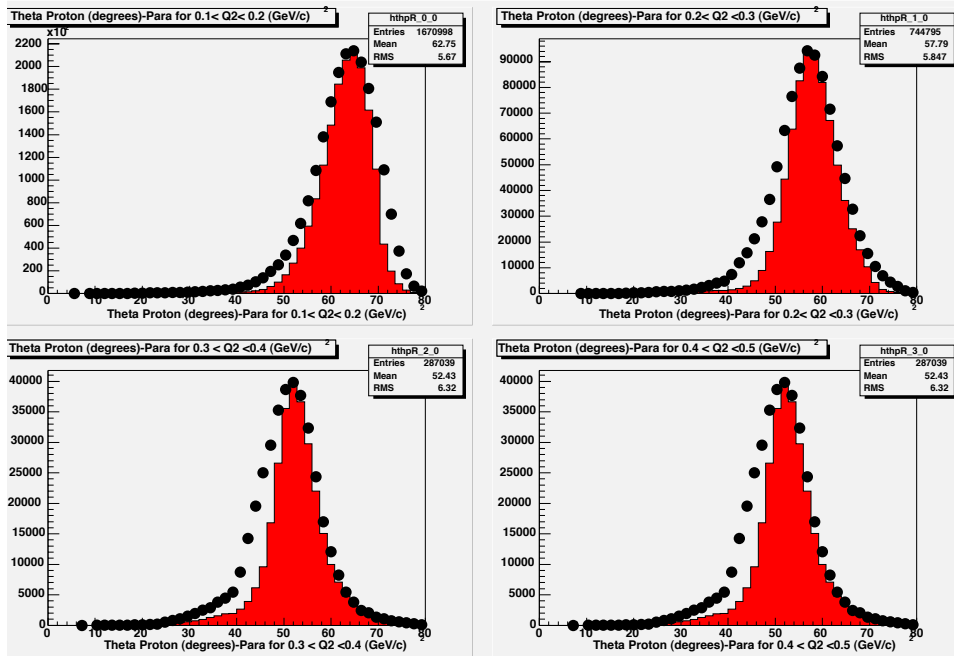 Theta Proton (degrees)-Para for 0.1< Q2< 0.2 (GeV/c) 2
hthpR_0_0
Entries 1670998
Mean 62.75
RMS 5.67
x10
2200
2000
1800
1600
1400
1200
1000
800
600
400
200
0
0 10 20 30 40 50 60 70 80
Theta Proton (degrees)-Para for 0.1< Q2< 0.2 (GeV/c) 2
Theta Proton (degrees)-Para for 0.2< Q2 <0.3 (GeV/c) 2
hthpR_1_0
Entries 744795
Mean 57.79
RMS 5.847
90000
80000
70000
60000
50000
40000
30000
20000
10000
0
0 10 20 30 40 50 60 70 80
Theta Proton (degrees)-Para for 0.2< Q2 <0.3 (GeV/c) 2
Theta Proton (degrees)-Para for 0.3 < Q2 <0.4 (GeV/c) 2
hthpR_2_0
Entries 287039
Mean 52.43
RMS 6.32
40000
35000
30000
25000
20000
15000
10000
5000
0
0 10 20 30 40 50 60 70 80
Theta Proton (degrees)-Para for 0.3 < Q2 <0.4 (GeV/c) 2
Theta Proton (degrees)-Para for 0.4 < Q2 <0.5 (GeV/c) 2
hthpR_3_0
Entries 287039
Mean 52.43
RMS 6.32
40000
35000
30000
25000
20000
15000
10000
5000
0
0 10 20 30 40 50 60 70 80
Theta Proton (degrees)-Para for 0.4 < Q2 <0.5 (GeV/c) 2